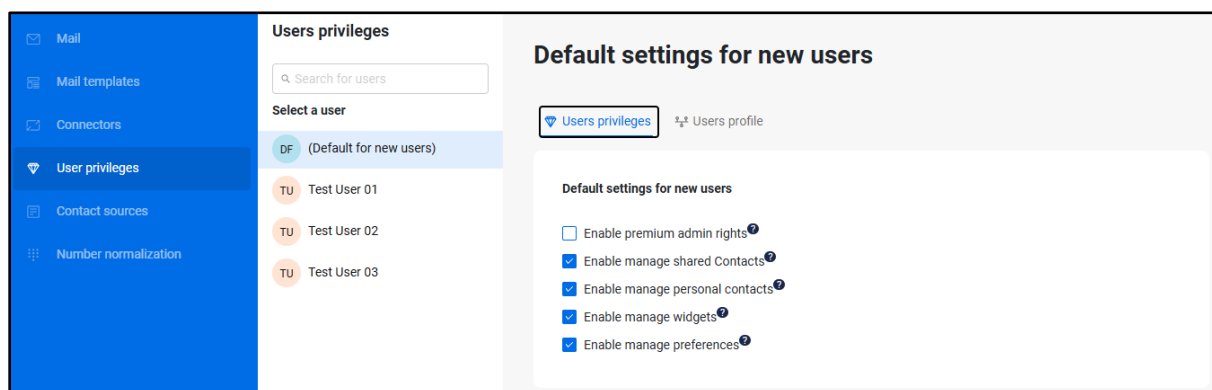 Mail
Mail templates
Connectors
User privileges
Contact sources
Number normalization
Users privileges
Search for users
Select a user
DF (Default for new users)
TU Test User 01
TU Test User 02
TU Test User 03
Default settings for new users
Users privileges Users profile
Default settings for new users
Enable premium admin rights?
Enable manage shared Contacts?
Enable manage personal contacts?
Enable manage widgets?
Enable manage preferences?